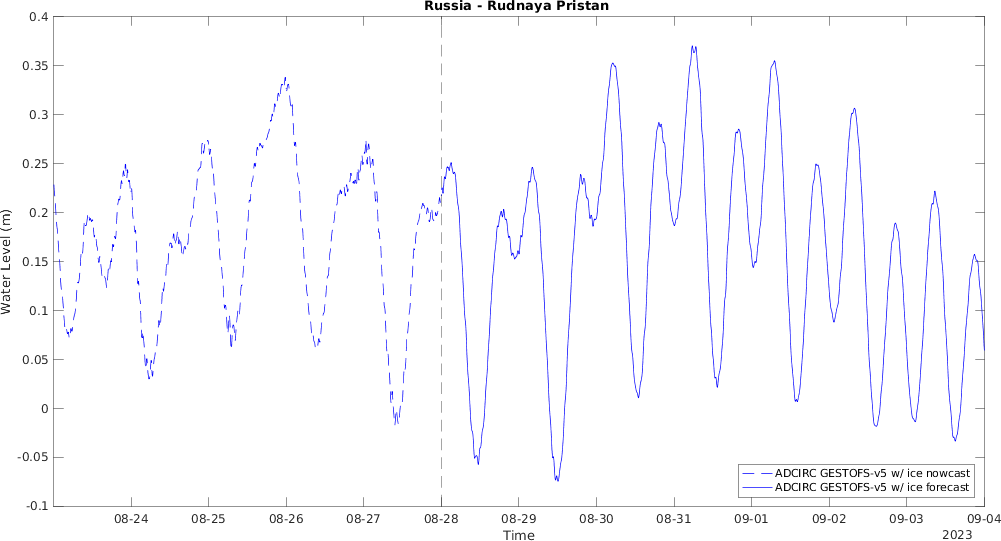 Russia - Rudnaya Pristan
0.4
0.35
0.3
0.25
0.2
0.15
0.1
0.05
0
-0.05
-0.1
Water Level (m)
ADCIRC GESTOFS-v5 w/ ice nowcast
ADCIRC GESTOFS-v5 w/ ice forecast
08-24 08-25 08-26 08-27 08-28 08-29 08-30 08-31 09-01 09-02 09-03 09-04
Time
2023